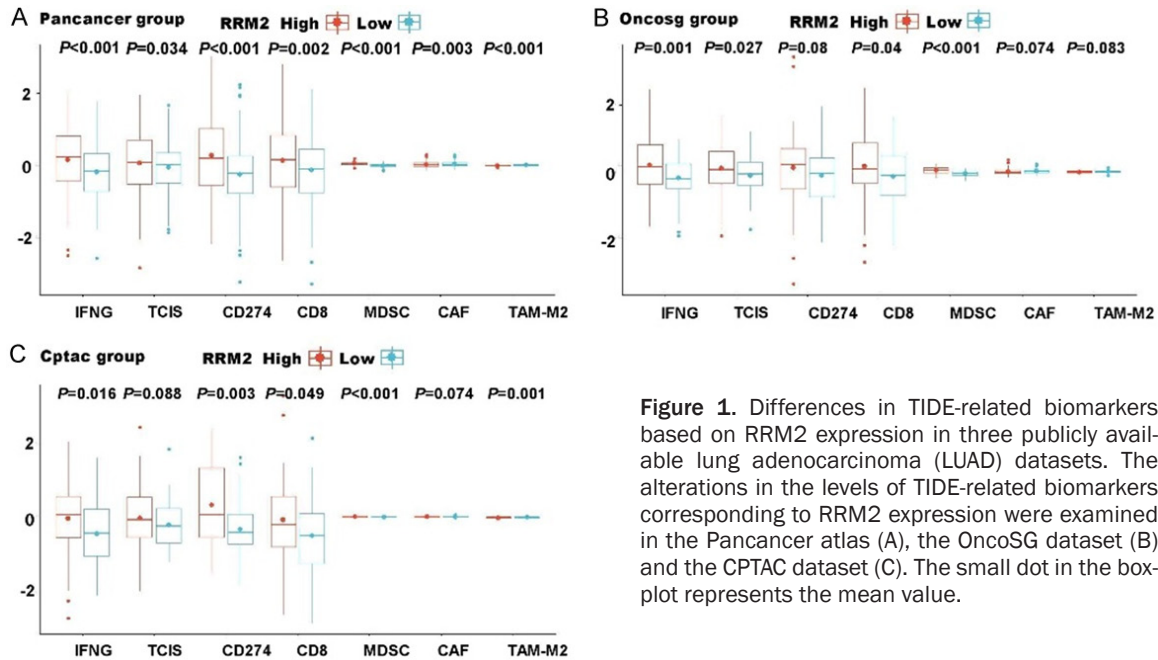 A Pancancer group RRM2 High Low
P<0.001 P=0.034 P<0.001 P=0.002 P<0.001 P=0.003 P<0.001
2
0
-2
IFNG TCIS CD274 CD8 MDSC CAF TAM-M2
B Oncosg group RRM2 High Low
P=0.001 P=0.027 P=0.08 P=0.04 P<0.001 P=0.074 P=0.083
2
0
-2
IFNG TCIS CD274 CD8 MDSC CAF TAM-M2
C Cptac group RRM2 High Low
P=0.016 P=0.088 P=0.003 P=0.049 P<0.001 P=0.074 P=0.001
2
0
-2
IFNG TCIS CD274 CD8 MDSC CAF TAM-M2
Figure 1. Differences in TIDE-related biomarkers
based on RRM2 expression in three publicly avail-
able lung adenocarcinoma (LUAD) datasets. The
alterations in the levels of TIDE-related biomarkers
corresponding to RRM2 expression were examined
in the Pancancer atlas (A), the OncoSG dataset (B)
and the CPTAC dataset (C). The small dot in the box-
plot represents the mean value.